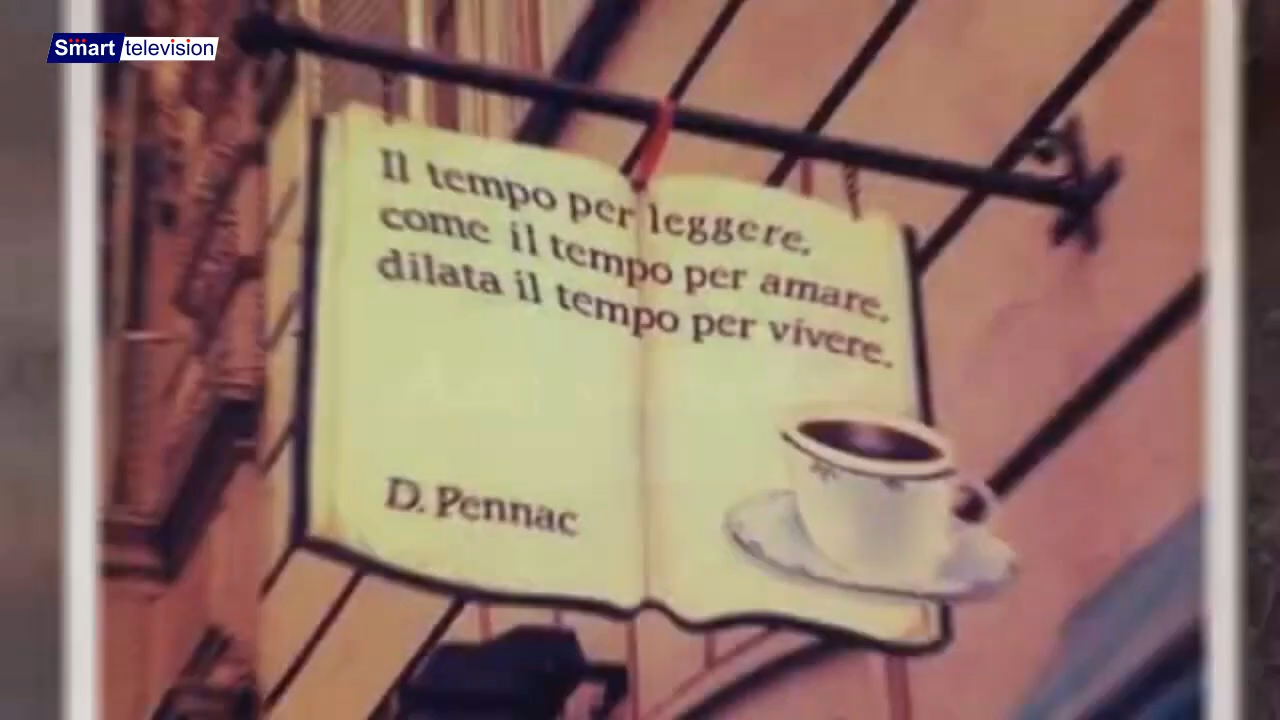 Smart television
Il tempo per leggere,
come il tempo per amare,
dilata il tempo per vivere.
D. Pennac